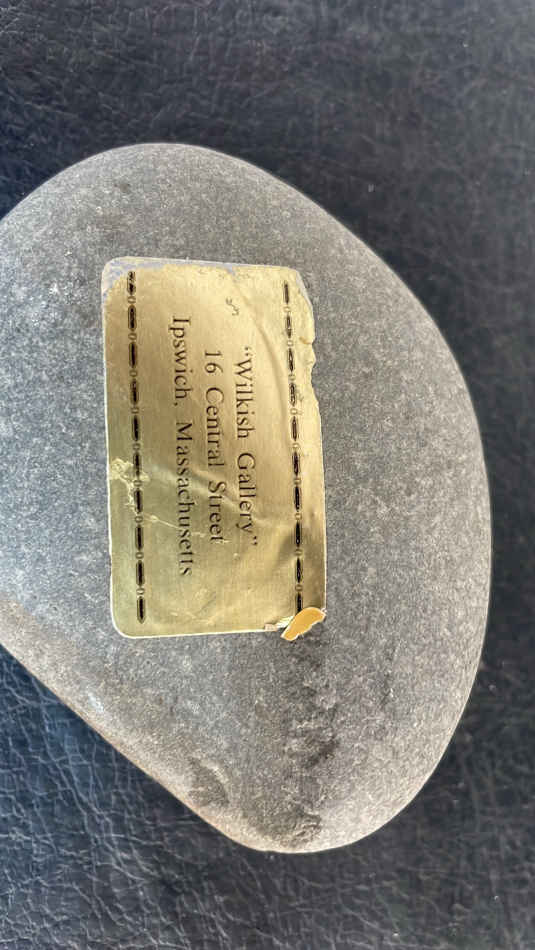 "Wilkish Gallery"
16 Central Street
Ipswich, Massachusetts